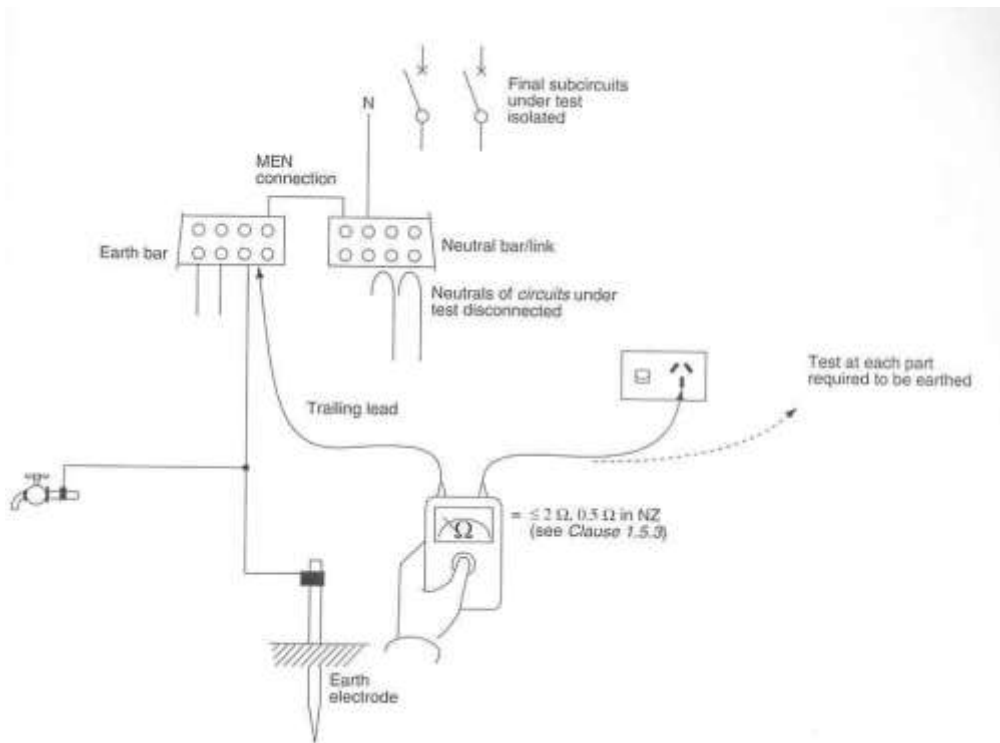 Final subcircuits
under test
isolated
N
MEN
connection
Earth bar
Neutral bar/link
Neutrals of circuits under
test disconnected
Test at each part
required to be earthed
Trailing lead
Ω
= ≤ 2 Ω, 0.5 Ω in NZ
(see Clause 1.5.3)
Earth
electrode